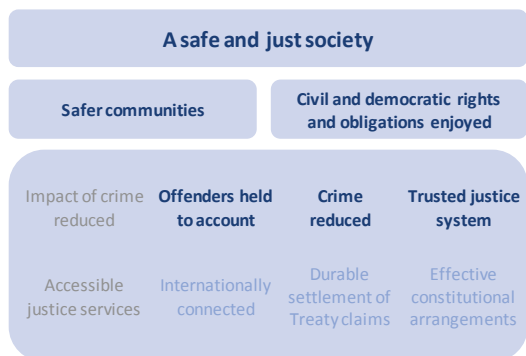 A safe and just society
Safer communities
Civil and democratic rights
and obligations enjoyed
Impact of crime
reduced
Offenders held
to account
Crime
reduced
Trusted justice
system
Accessible
justice services
Internationally
connected
Durable
settlement of
Treaty claims
Effective
constitutional
arrangements